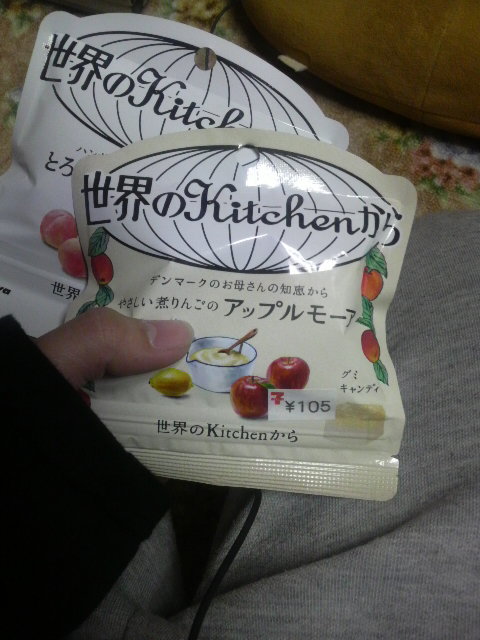 世界のKitch
とろ
世界
世界のKitchenから
デンマークのお母さんの知恵から
やさしい煮りんごの アップルモーア
グミ
キャンディ
¥105
世界のKitchenから